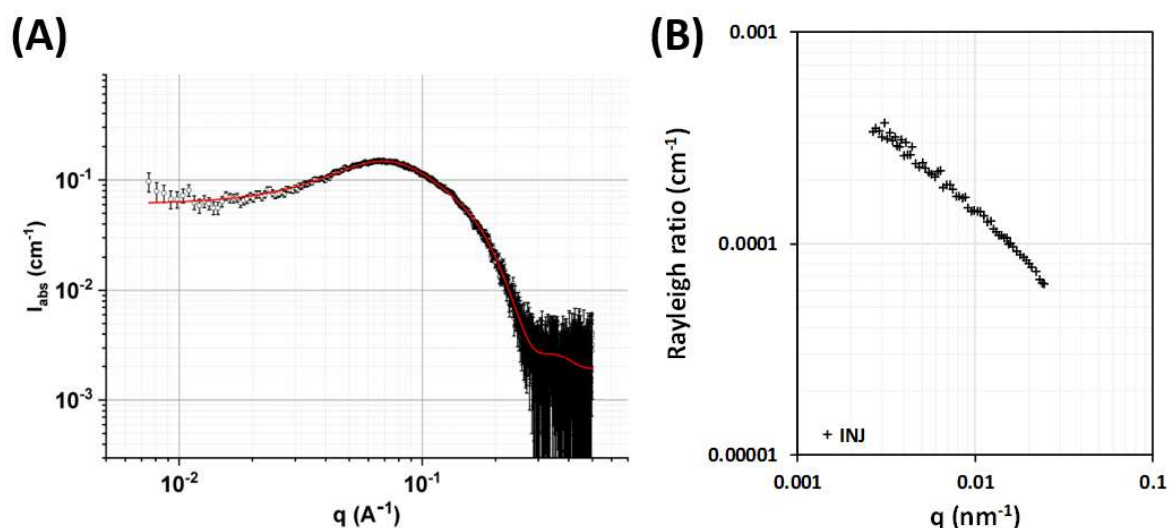 (A)
10⁻¹
10⁻²
10⁻³
I_abs (cm⁻¹)
10⁻²
10⁻¹
q (A⁻¹)
(B)
0.001
0.0001
0.00001
Rayleigh ratio (cm⁻¹)
+ INJ
0.001
0.01
0.1
q (nm⁻¹)